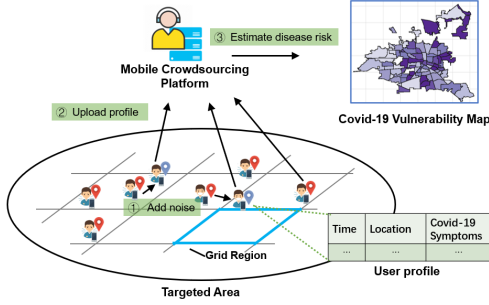 ③ Estimate disease risk
Mobile Crowdsourcing
Platform
② Upload profile
Covid-19 Vulnerability Map
① Add noise
Grid Region
Time Location Covid-19
Symptoms
... ... ...
User profile
Targeted Area